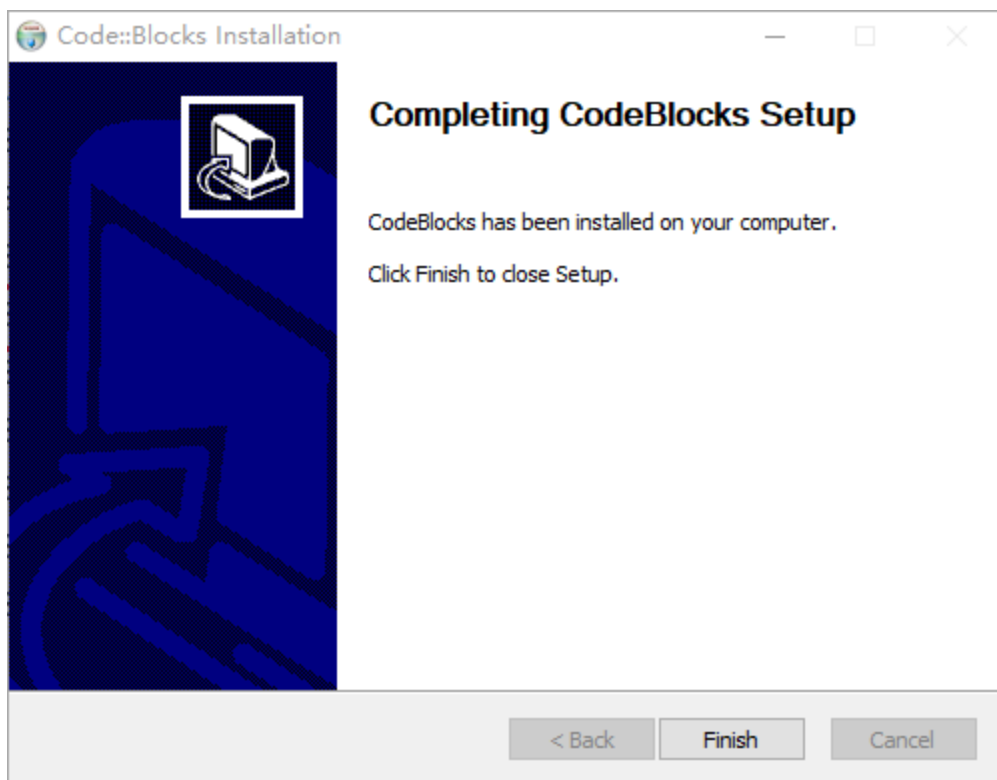 Code::Blocks Installation
Completing CodeBlocks Setup
CodeBlocks has been installed on your computer.
Click Finish to close Setup.
< Back
Finish
Cancel